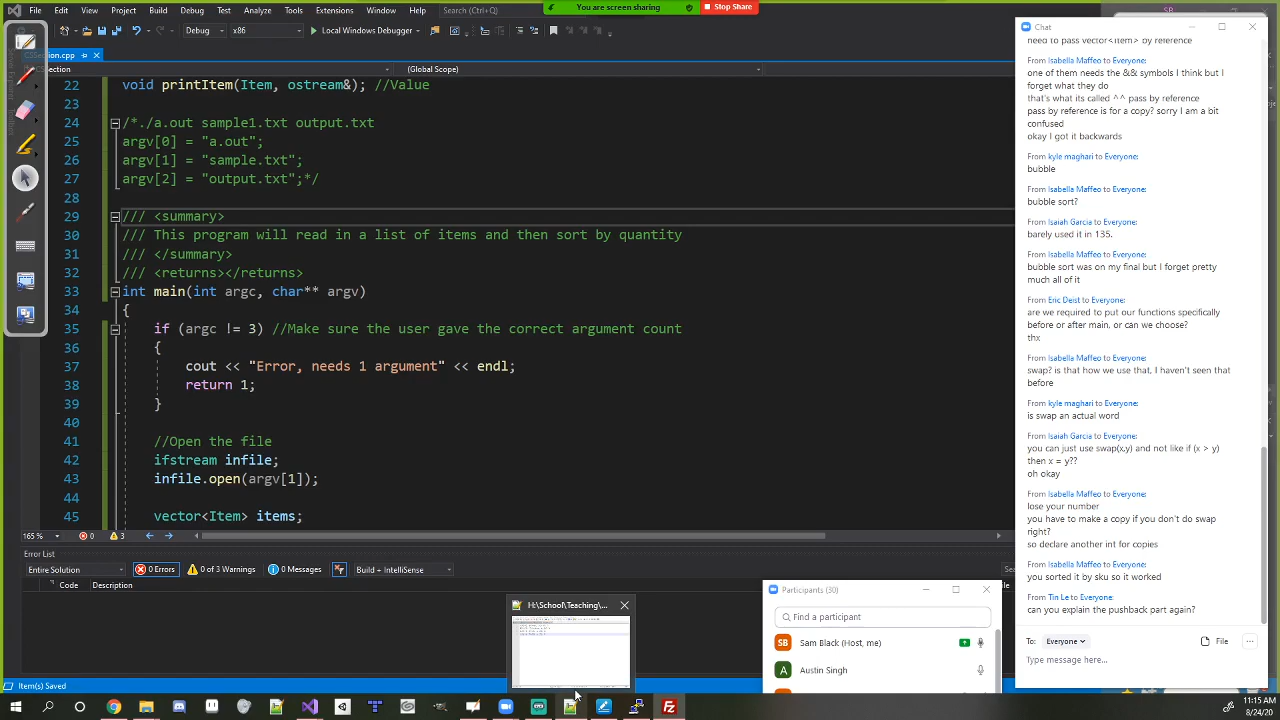 You are screen sharing
Stop Share
File Edit View Project Build Debug Test Analyze Tools Extensions Window Help Search (Ctrl+Q)
SB
Debug
Windows Debugger
(Global Scope)
22 void printItem(Item, ostream&); //Value
23
24 /*./a.out sample1.txt output.txt
25 argv[0] = "a.out";
26 argv[1] = "sample.txt";
27 argv[2] = "output.txt";*/
28
29 /// <summary>
30 /// This program will read in a list of items and then sort by quantity
31 /// </summary>
32 /// <returns></returns>
33 int main(int argc, char** argv)
34 {
35 if (argc != 3) //Make sure the user gave the correct argument count
36 {
37 cout << "Error, needs 1 argument" << endl;
38 return 1;
39 }
40
41 //Open the file
42 ifstream infile;
43 infile.open(argv[1]);
44
45 vector<Item> items;
165 %
0
3
Error List
Entire Solution
0 Errors
0 of 3 Warnings
0 Messages
Build + IntelliSense
Code Description
H:\School\Teaching\...
Item(s) Saved
Participants (30)
Find a participant
SB Sam Black (Host, me)
A Austin Singh
Chat
need to pass vector<Item> by reference
From Isabella Maffeo to Everyone:
one of them needs the && symbols I think but I
forget what they do
that's what its called ^^ pass by reference
pass by reference is for a copy? sorry I am a bit
confused
okay I got it backwards
From kyle maghari to Everyone:
bubble
From Isabella Maffeo to Everyone:
bubble sort?
From Isaiah Garcia to Everyone:
barely used it in 135.
From Isabella Maffeo to Everyone:
bubble sort was on my final but I forget pretty
much all of it
From Eric Deist to Everyone:
are we required to put oyr functions specifically
before or after main, or can we choose?
thx
From Isabella Maffeo to Everyone:
swap? is that how we use that, I haven't seen that
before
From kyle maghari to Everyone:
is swap an actual word
From Isaiah Garcia to Everyone:
you can just use swap(x,y) and not like if (x > y)
then x = y??
oh okay
From Isabella Maffeo to Everyone:
lose your number
you have to make a copy if you don't do swap
right?
so declare another int for copies
From Isabella Maffeo to Everyone:
you sorted it by sku so it worked
From Tin Le to Everyone:
can you explain the pushback part again?
To: Everyone
File
Type message here...
11:15 AM
8/24/20